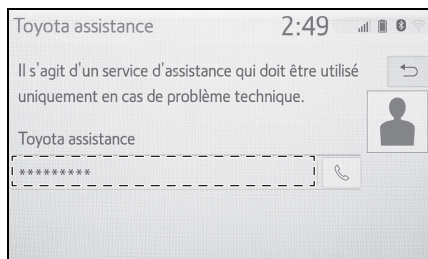 Toyota assistance 2:49
Il s'agit d'un service d'assistance qui doit être utilisé
uniquement en cas de problème technique.
Toyota assistance
*********